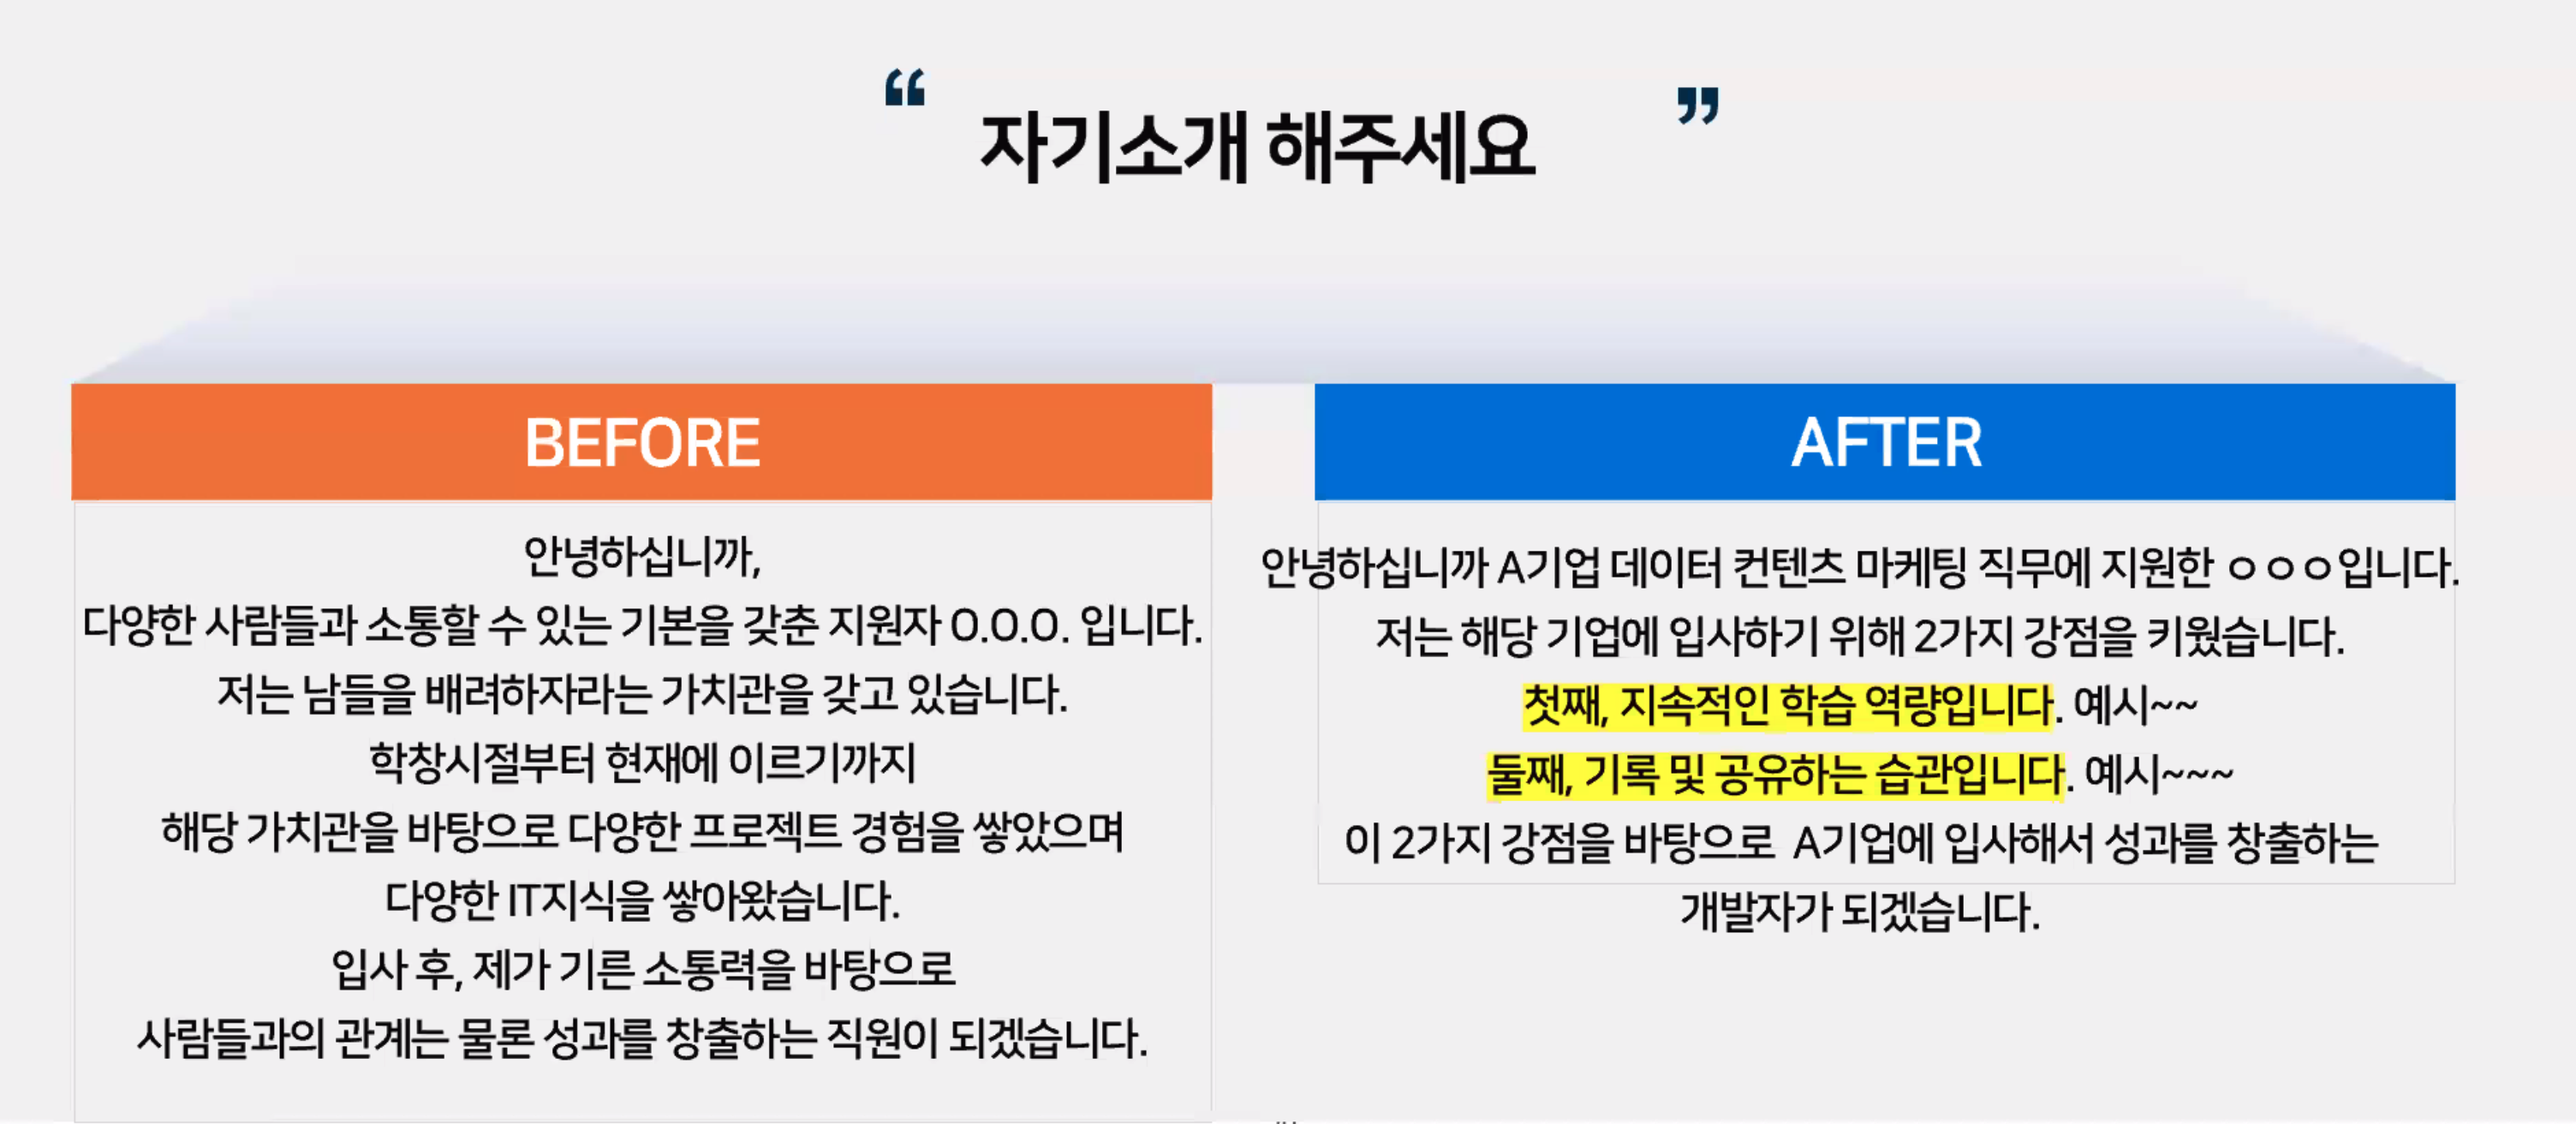 “ 자기소개 해주세요 ”
BEFORE
안녕하십니까,
다양한 사람들과 소통할 수 있는 기본을 갖춘 지원자 O.O.O. 입니다.
저는 남들을 배려하자라는 가치관을 갖고 있습니다.
학창시절부터 현재에 이르기까지
해당 가치관을 바탕으로 다양한 프로젝트 경험을 쌓았으며
다양한 IT지식을 쌓아왔습니다.
입사 후, 제가 기른 소통력을 바탕으로
사람들과의 관계는 물론 성과를 창출하는 직원이 되겠습니다.
AFTER
안녕하십니까 A기업 데이터 컨텐츠 마케팅 직무에 지원한 ㅇㅇㅇ입니다.
저는 해당 기업에 입사하기 위해 2가지 강점을 키웠습니다.
첫째, 지속적인 학습 역량입니다. 예시~~
둘째, 기록 및 공유하는 습관입니다. 예시~~~
이 2가지 강점을 바탕으로 A기업에 입사해서 성과를 창출하는
개발자가 되겠습니다.